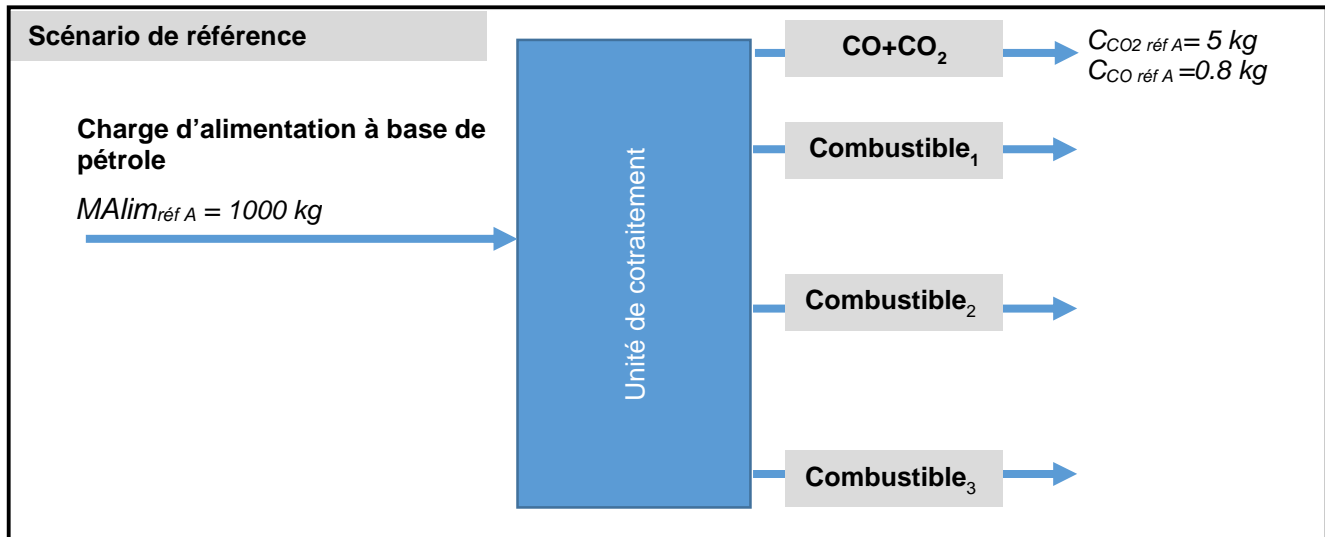 Scénario de référence
CO+CO2
CCO2 réf A= 5 kg
CCO réf A =0.8 kg
Charge d'alimentation à base de
pétrole
MAlimréf A = 1000 kg
Unité de cotraitement
Combustible1
Combustible2
Combustible3